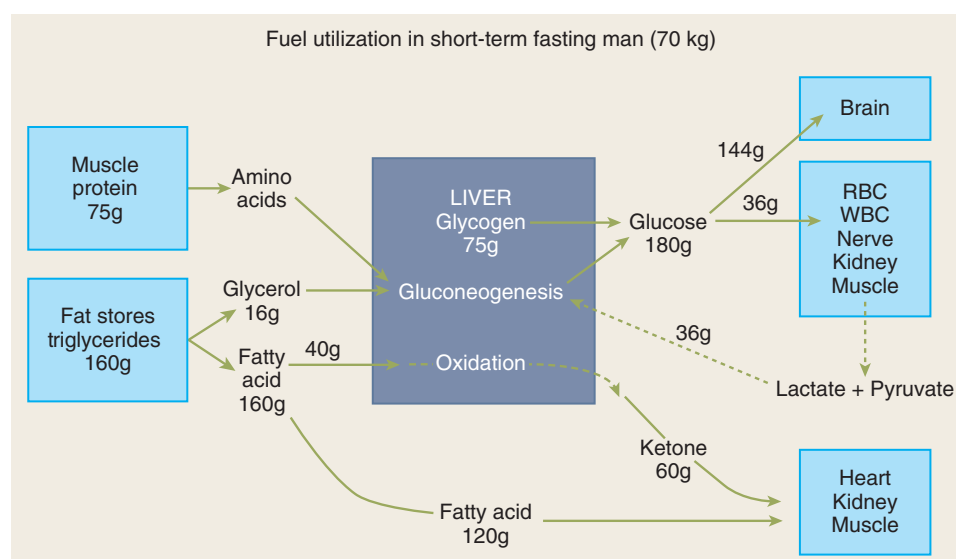 Fuel utilization in short-term fasting man (70 kg)
Brain
144g
Muscle
protein
75g
Amino
acids
LIVER
Glycogen
75g
Glucose
180g
36g
RBC
WBC
Nerve
Kidney
Muscle
Glycerol
16g
Gluconeogenesis
Fat stores
triglycerides
160g
Fatty
acid
160g
40g
Oxidation
36g
Lactate + Pyruvate
Ketone
60g
Fatty acid
120g
Heart
Kidney
Muscle